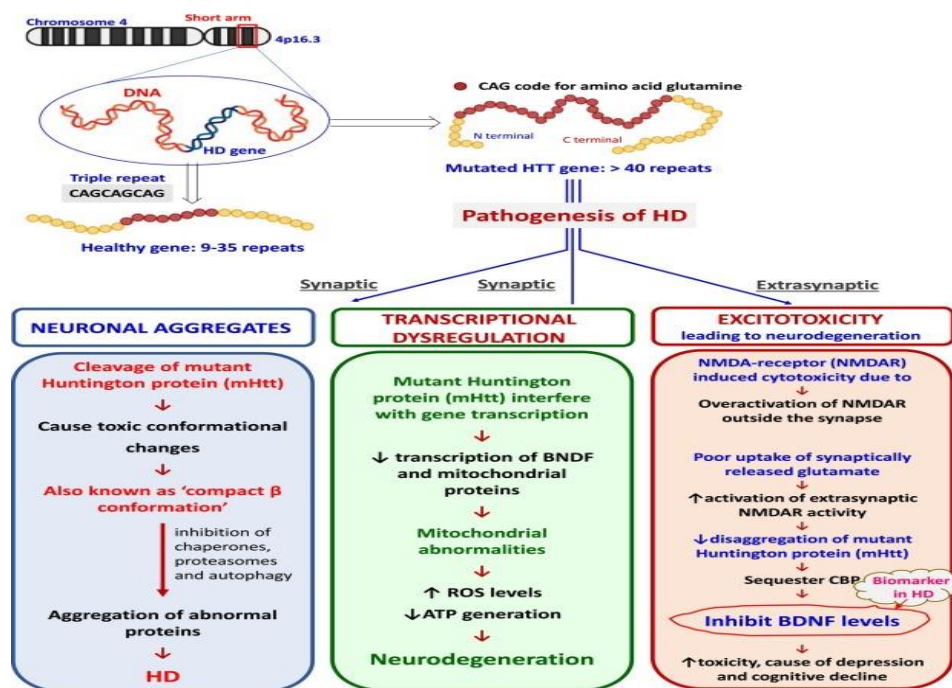 Chromosome 4
Short arm
4p16.3
DNA
HD gene
CAG code for amino acid glutamine
N terminal
C terminal
Mutated HTT gene: > 40 repeats
Triple repeat
CAGCAGCAG
Healthy gene: 9-35 repeats
Pathogenesis of HD
Synaptic
Synaptic
Extrasynaptic
NEURONAL AGGREGATES
Cleavage of mutant
Huntington protein (mHtt)
↓
Cause toxic conformational
changes
↓
Also known as ‘compact β
conformation’
inhibition of
chaperones,
proteasomes
and autophagy
Aggregation of abnormal
proteins
↓
HD
TRANSCRIPTIONAL
DYSREGULATION
Mutant Huntington
protein (mHtt) interfere
with gene transcription
↓
↓ transcription of BNDF
and mitochondrial
proteins
↓
Mitochondrial
abnormalities
↓
↑ ROS levels
↓ATP generation
↓
Neurodegeneration
EXCITOTOXICITY
leading to neurodegeneration
NMDA-receptor (NMDAR)
induced cytotoxicity due to
↓
Overactivation of NMDAR
outside the synapse
Poor uptake of synaptically
released glutamate
↓
↑activation of extrasynaptic
NMDAR activity
↓
↓disaggregation of mutant
Huntington protein (mHtt)
↓
Sequester CBP
Biomarker
in HD
↓
Inhibit BDNF levels
↓
↑toxicity, cause of depression
and cognitive decline